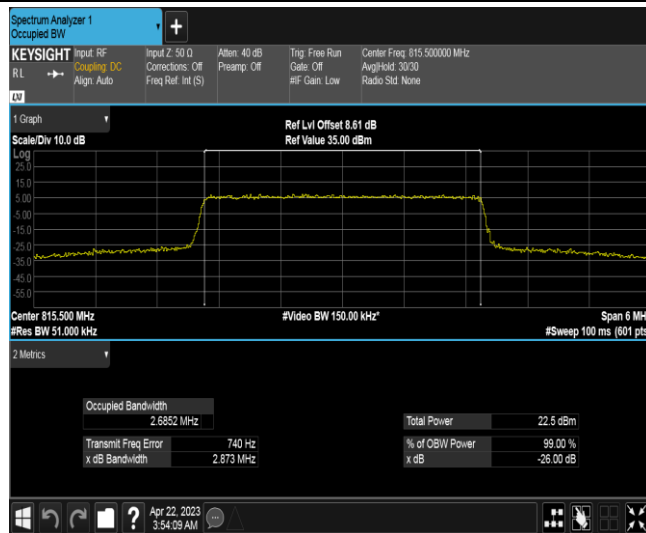 Spectrum Analyzer 1
Occupied BW
+
KEYSIGHT
R L
Input: RF
Coupling: DC
Align: Auto
Input Z: 50 Ω
Corrections: Off
Freq Ref: Int (S)
Atten: 40 dB
Preamp: Off
Trig: Free Run
Gate: Off
#IF Gain: Low
Center Freq: 815.500000 MHz
Avg|Hold: 30/30
Radio Std: None
1 Graph
Scale/Div 10.0 dB
Ref Lvl Offset 8.61 dB
Ref Value 35.00 dBm
Log
25.0
15.0
5.00
-5.00
-15.0
-25.0
-35.0
-45.0
-55.0
Center 815.500 MHz
#Res BW 51.000 kHz
#Video BW 150.00 kHz*
Span 6 MH
#Sweep 100 ms (601 pts
2 Metrics
Occupied Bandwidth
2.6852 MHz
Transmit Freq Error 740 Hz
x dB Bandwidth 2.873 MHz
Total Power 22.5 dBm
% of OBW Power 99.00 %
x dB -26.00 dB
?
Apr 22, 2023
3:54:09 AM